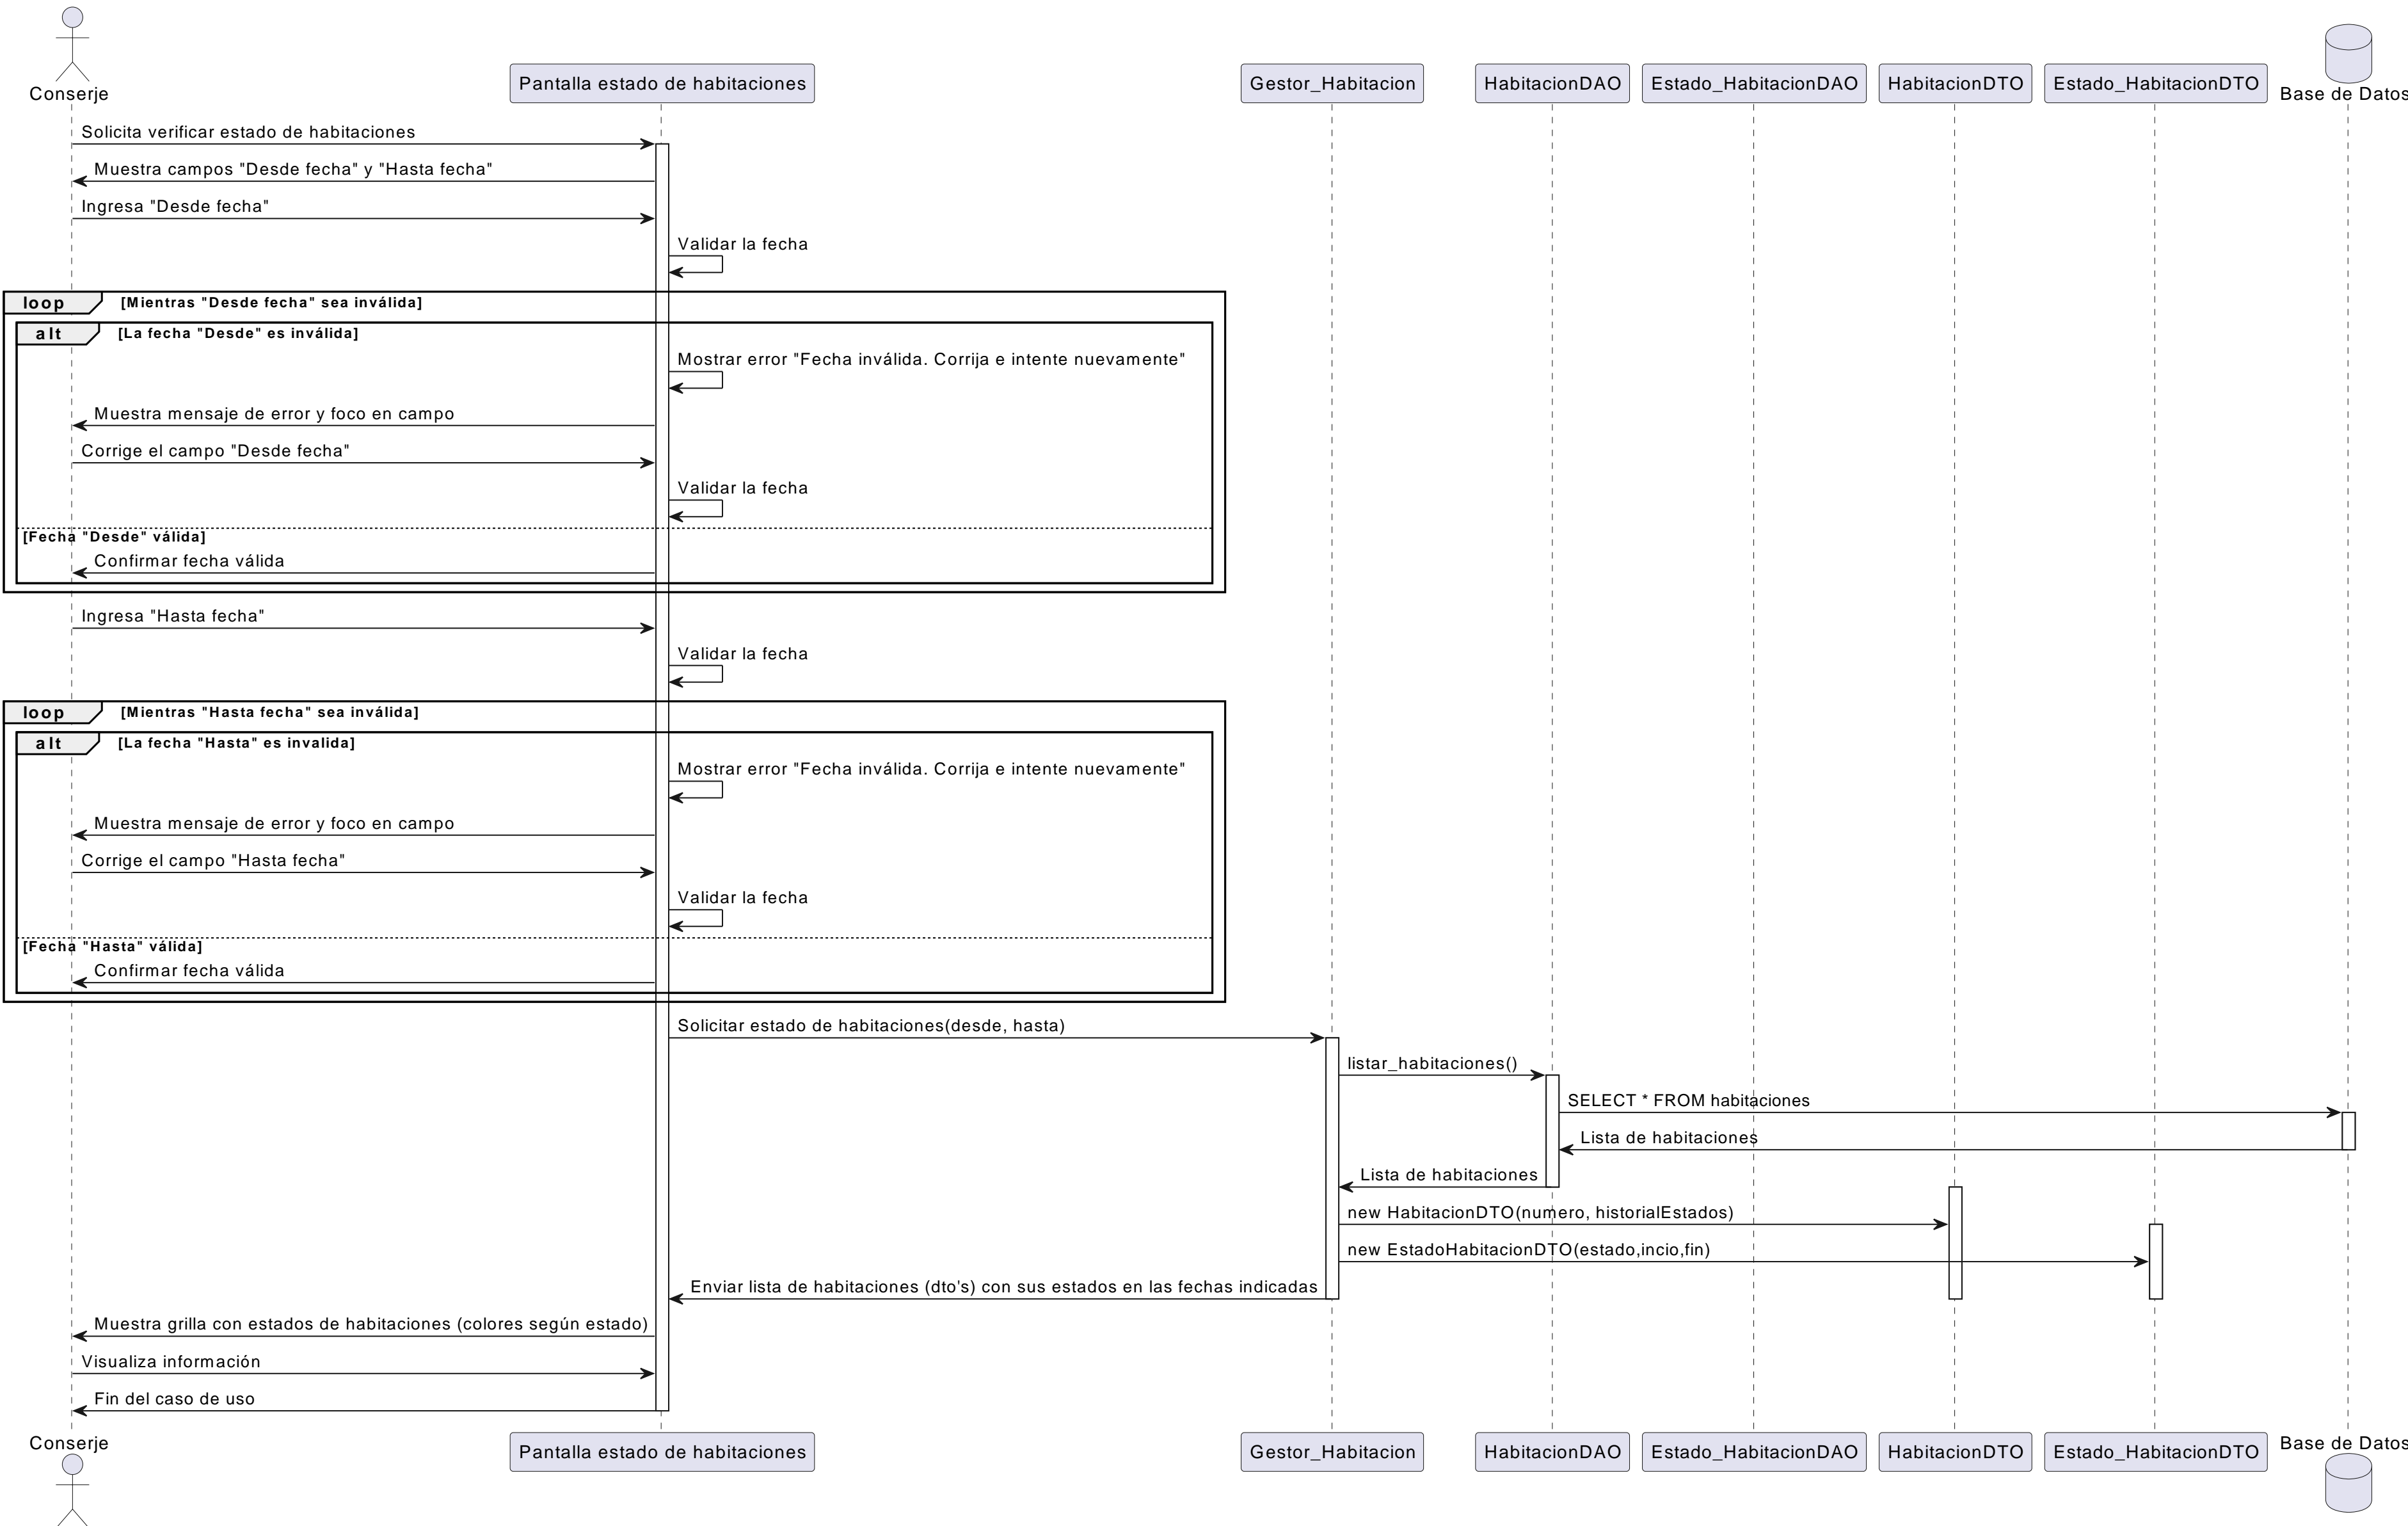 Conserje
Pantalla estado de habitaciones
Gestor_Habitacion
HabitacionDAO
Estado_HabitacionDAO
HabitacionDTO
Estado_HabitacionDTO
Base de Datos
Solicita verificar estado de habitaciones
Muestra campos "Desde fecha" y "Hasta fecha"
Ingresa "Desde fecha"
Validar la fecha
loop [Mientras "Desde fecha" sea inválida]
alt [La fecha "Desde" es inválida]
Mostrar error "Fecha inválida. Corrija e intente nuevamente"
Muestra mensaje de error y foco en campo
Corrige el campo "Desde fecha"
Validar la fecha
[Fecha "Desde" válida]
Confirmar fecha válida
Ingresa "Hasta fecha"
Validar la fecha
loop [Mientras "Hasta fecha" sea inválida]
alt [La fecha "Hasta" es invalida]
Mostrar error "Fecha inválida. Corrija e intente nuevamente"
Muestra mensaje de error y foco en campo
Corrige el campo "Hasta fecha"
Validar la fecha
[Fecha "Hasta" válida]
Confirmar fecha válida
Solicitar estado de habitaciones(desde, hasta)
listar_habitaciones()
SELECT * FROM habitaciones
Lista de habitaciones
Lista de habitaciones
new HabitacionDTO(numero, historialEstados)
new EstadoHabitacionDTO(estado,incio,fin)
Enviar lista de habitaciones (dto's) con sus estados en las fechas indicadas
Muestra grilla con estados de habitaciones (colores según estado)
Visualiza información
Fin del caso de uso
Conserje
Pantalla estado de habitaciones
Gestor_Habitacion
HabitacionDAO
Estado_HabitacionDAO
HabitacionDTO
Estado_HabitacionDTO
Base de Datos